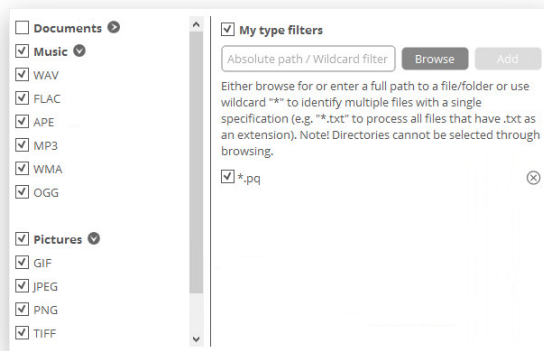 Documents
Music
WAV
FLAC
APE
MP3
WMA
OGG
Pictures
GIF
JPEG
PNG
TIFF
My type filters
Absolute path / Wildcard filter
Browse
Add
Either browse for or enter a full path to a file/folder or use
wildcard "*" to identify multiple files with a single
specification (e.g. "*.txt" to process all files that have .txt as
an extension). Note! Directories cannot be selected through
browsing.
*.pq